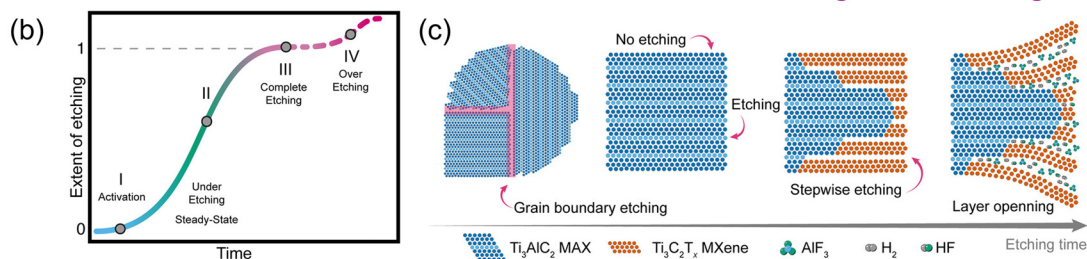 (b)
1
0
Extent of etching
Time
I
Activation
II
Under
Etching
Steady-State
III
Complete
Etching
IV
Over
Etching
(c)
No etching
Etching
Grain boundary etching
Stepwise etching
Layer openning
Etching time
Ti₃AlC₂ MAX
Ti₃C₂Tₓ MXene
AlF₃
H₂
HF